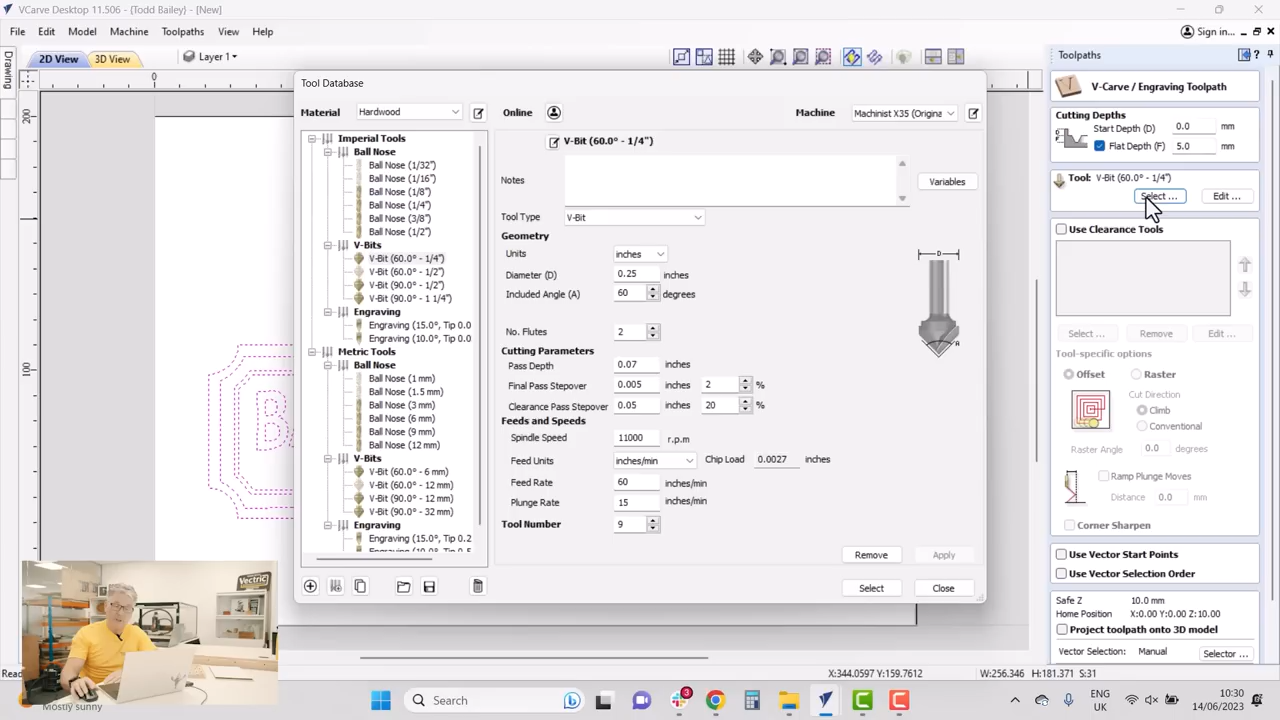 VCarve Desktop 11.506 - {Todd Bailey} - [New]
File Edit Model Machine Toolpaths View Help
Sign in...
Drawing
2D View
3D View
Layer 1
Toolpaths
0
200
100
Tool Database
Material
Hardwood
Online
Machine
Machinist X35 (Origina
Imperial Tools
Ball Nose
Ball Nose (1/32")
Ball Nose (1/16")
Ball Nose (1/8")
Ball Nose (1/4")
Ball Nose (3/8")
Ball Nose (1/2")
V-Bits
V-Bit (60.0° - 1/4")
V-Bit (60.0° - 1/2")
V-Bit (90.0° - 1/2")
V-Bit (90.0° - 1 1/4")
Engraving
Engraving (15.0°, Tip 0.0
Engraving (10.0°, Tip 0.0
Metric Tools
Ball Nose
Ball Nose (1 mm)
Ball Nose (1.5 mm)
Ball Nose (3 mm)
Ball Nose (6 mm)
Ball Nose (9 mm)
Ball Nose (12 mm)
V-Bits
V-Bit (60.0° - 6 mm)
V-Bit (60.0° - 12 mm)
V-Bit (90.0° - 12 mm)
V-Bit (90.0° - 32 mm)
Engraving
Engraving (15.0°, Tip 0.2
Engraving (10.0°, Tip 0.5
V-Bit (60.0° - 1/4")
Notes
Variables
Tool Type
V-Bit
Geometry
Units
inches
Diameter (D)
0.25
inches
Included Angle (A)
60
degrees
D
A
No. Flutes
2
Cutting Parameters
Pass Depth
0.07
inches
Final Pass Stepover
0.005
inches
2
%
Clearance Pass Stepover
0.05
inches
20
%
Feeds and Speeds
Spindle Speed
11000
r.p.m
Feed Units
inches/min
Chip Load
0.0027
inches
Feed Rate
60
inches/min
Plunge Rate
15
inches/min
Tool Number
9
Remove
Apply
Select
Close
V-Carve / Engraving Toolpath
Cutting Depths
Start Depth (D)
0.0
mm
Flat Depth (F)
5.0
mm
Tool: V-Bit (60.0° - 1/4")
Select ...
Edit ...
Use Clearance Tools
Select ...
Remove
Edit ...
Tool-specific options
Offset
Raster
Cut Direction
Climb
Conventional
Raster Angle
0.0
degrees
Ramp Plunge Moves
Distance
0.0
mm
Corner Sharpen
Use Vector Start Points
Use Vector Selection Order
Safe Z
10.0 mm
Home Position
X:0.00 Y:0.00 Z:10.00
Project toolpath onto 3D model
Vector Selection:
Manual
Selector ...
BA
Vectric
Read
X:344.0597 Y:159.7612
W:256.346 H:181.371 S:31
Mostly sunny
Search
3
ENG
UK
10:30
14/06/2023